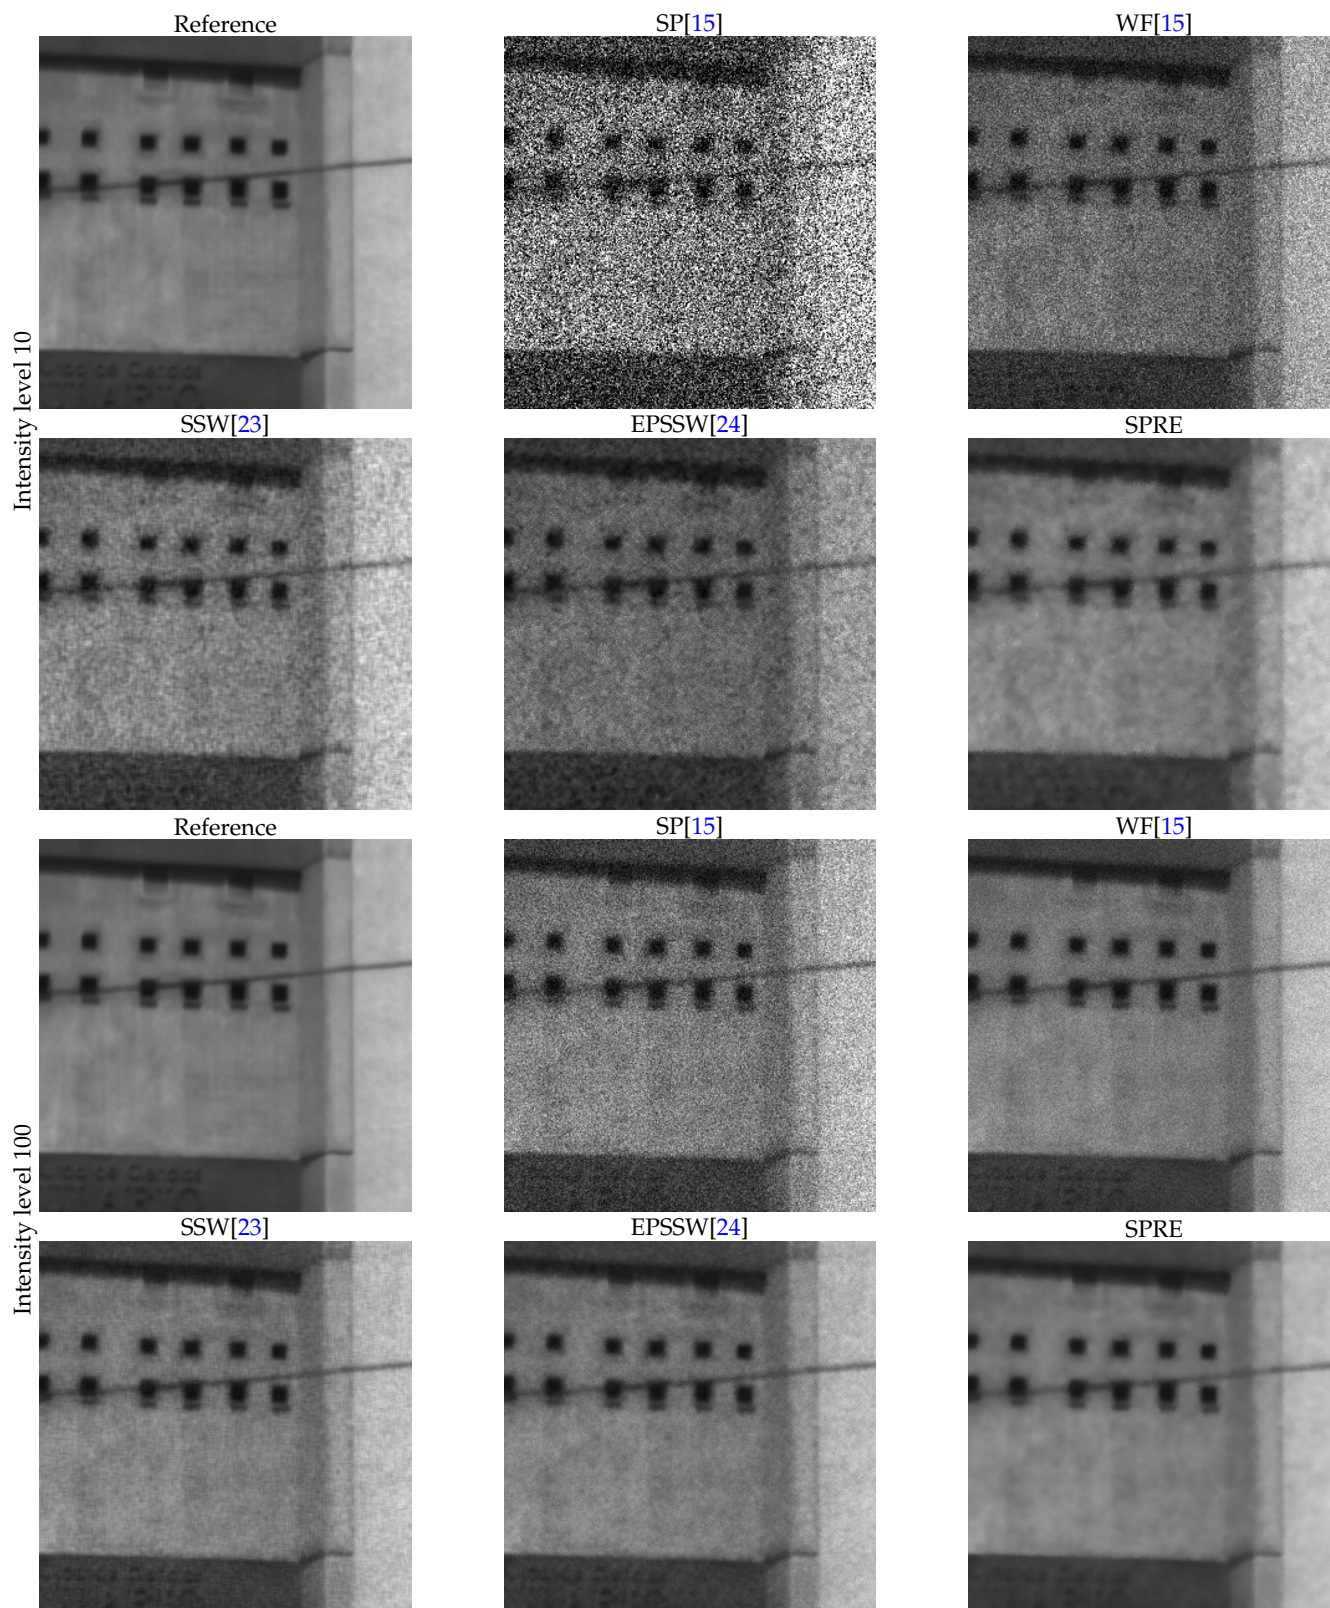 Reference SP[15] WF[15]
Intensity level 10
SSW[23] EPSSW[24] SPRE
Reference SP[15] WF[15]
Intensity level 100
SSW[23] EPSSW[24] SPRE